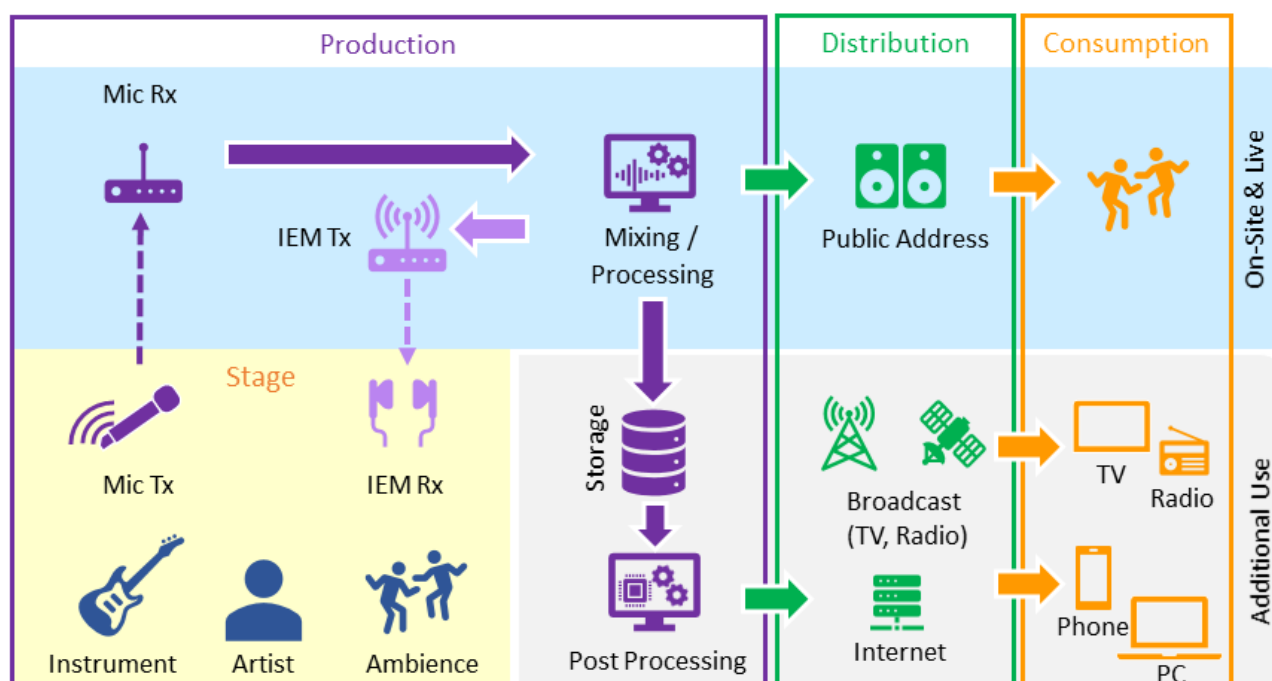 Production
Distribution
Consumption
Mic Rx
IEM Tx
Mixing /
Processing
Public Address
On-Site & Live
Stage
Mic Tx
IEM Rx
Storage
Broadcast
(TV, Radio)
TV
Radio
Additional Use
Instrument
Artist
Ambience
Post Processing
Internet
Phone
PC